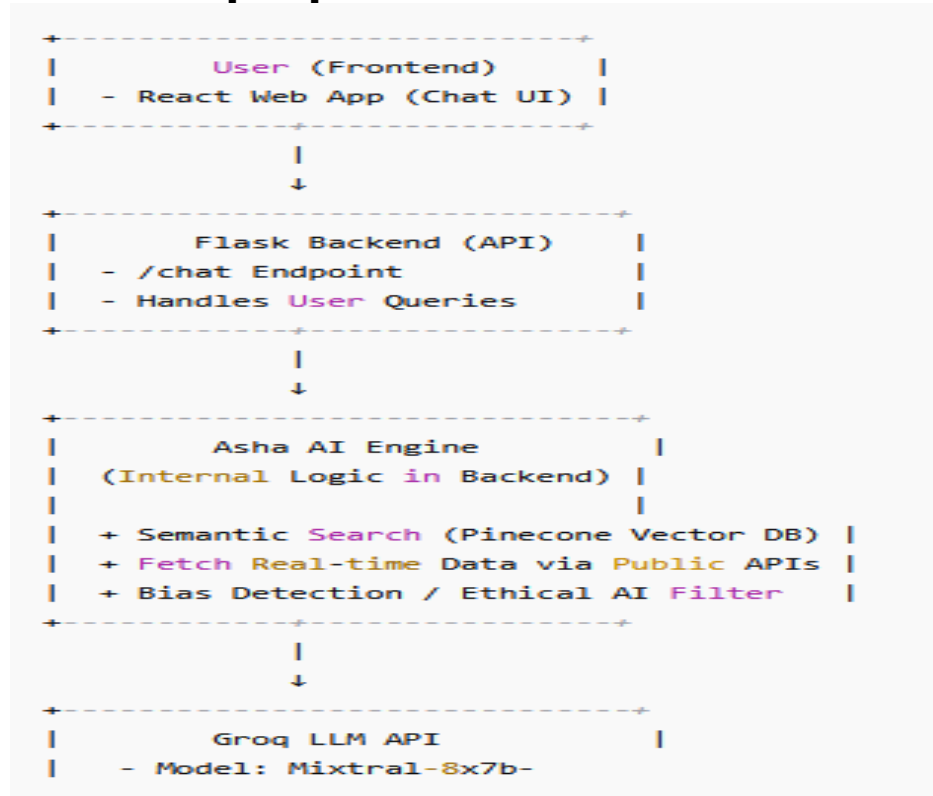 +----------------------------+
|        User (Frontend)     |
|  - React Web App (Chat UI) |
+------------+---------------+
|
↓
+------------------------------+
|       Flask Backend (API)    |
|  - /chat Endpoint            |
|  - Handles User Queries      |
+------------+-----------------+
|
↓
+-------------------------------+
|        Asha AI Engine         |
|  (Internal Logic in Backend)  |
|                               |
|  + Semantic Search (Pinecone Vector DB) |
|  + Fetch Real-time Data via Public APIs |
|  + Bias Detection / Ethical AI Filter   |
+------------+-----------------+
|
↓
+-------------------------------+
|        Groq LLM API           |
|   - Model: Mixtral-8x7b-